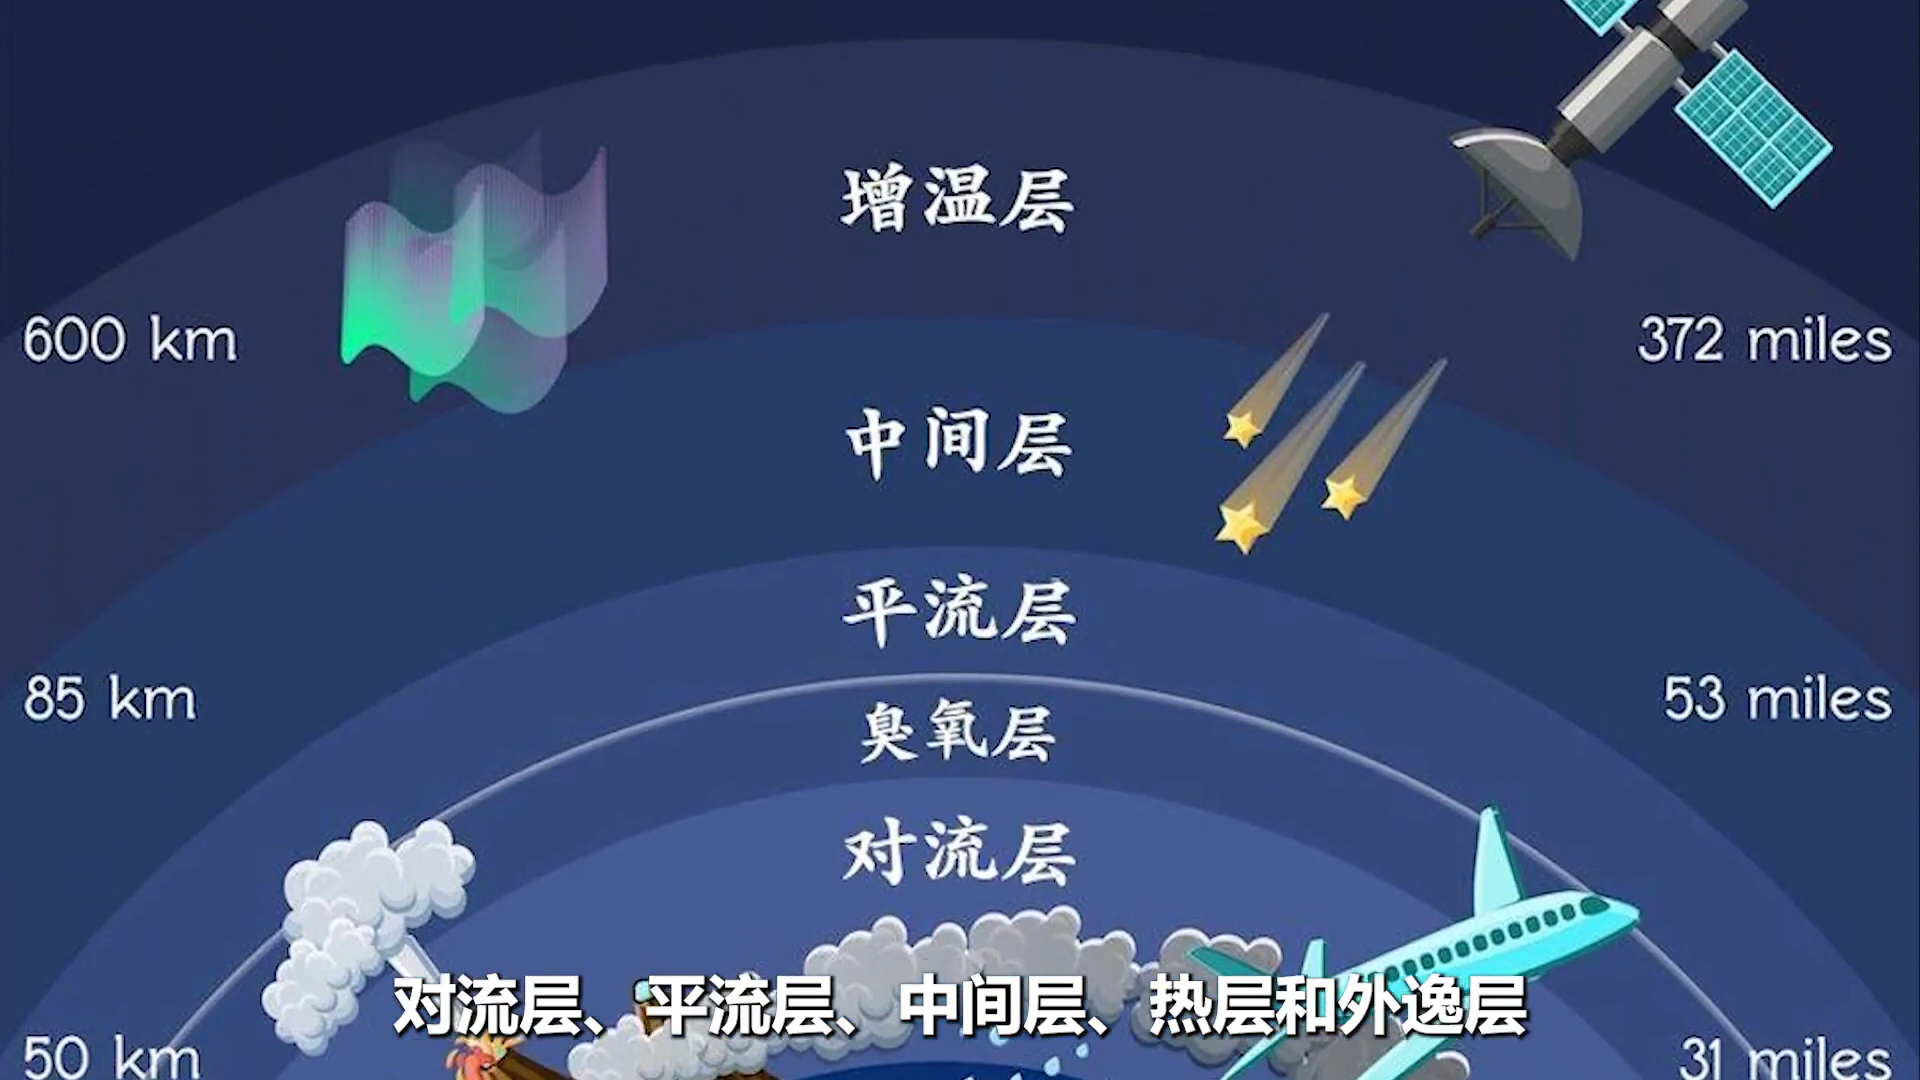 增温层
600 km
372 miles
中间层
平流层
85 km
53 miles
臭氧层
对流层
对流层、平流层、中间层、热层和外逸层
50 km
31 miles